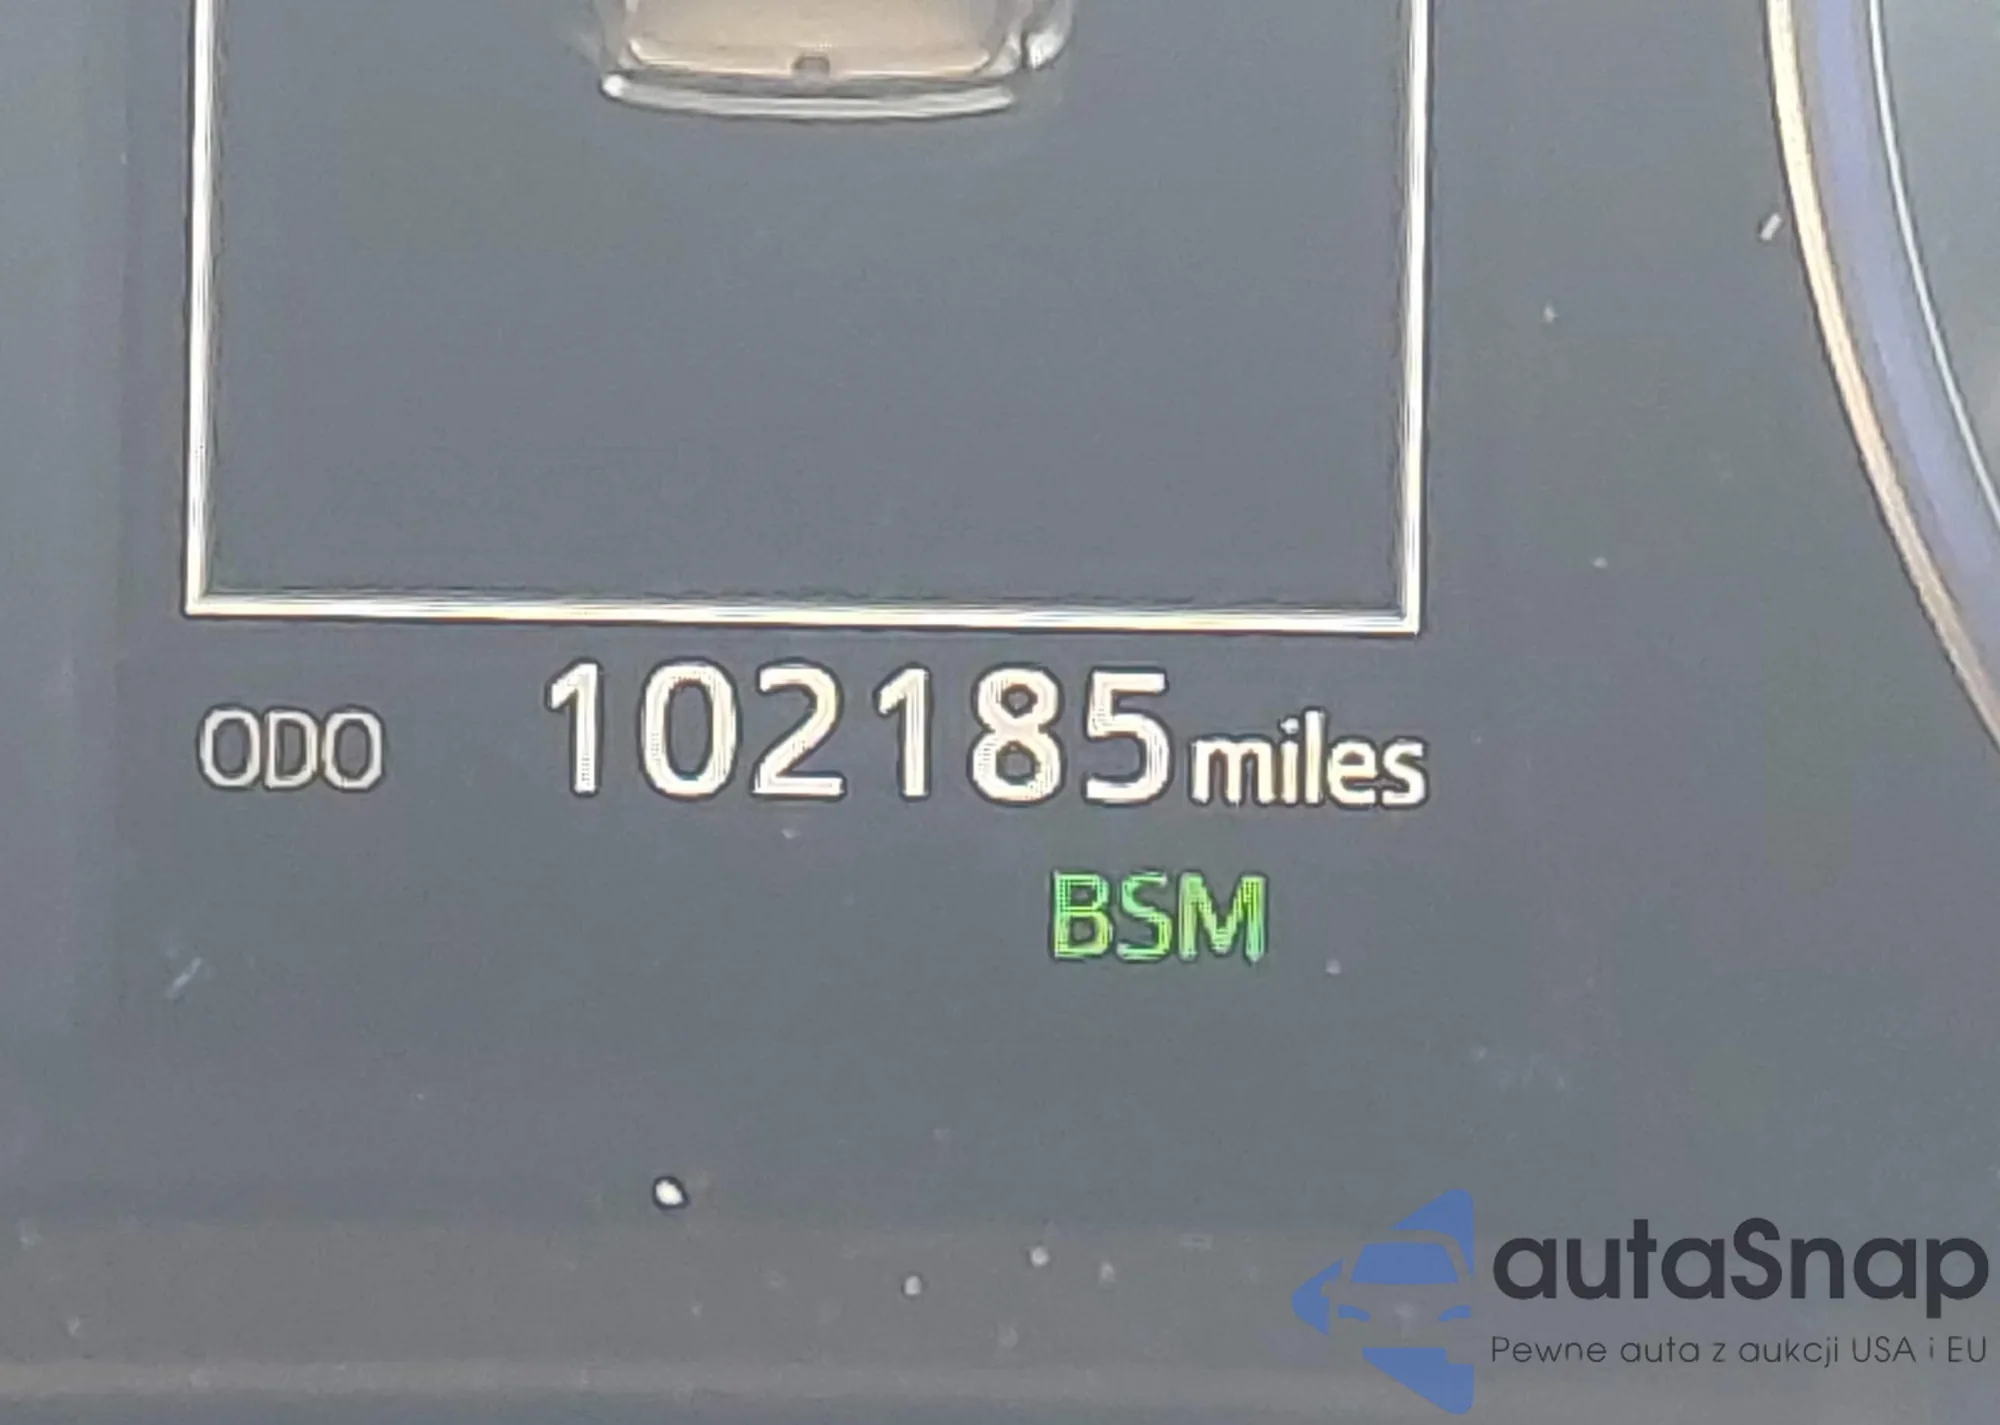 ODO 102185 miles
BSM
autaSnap
Pewne auta z aukcji USA i EU